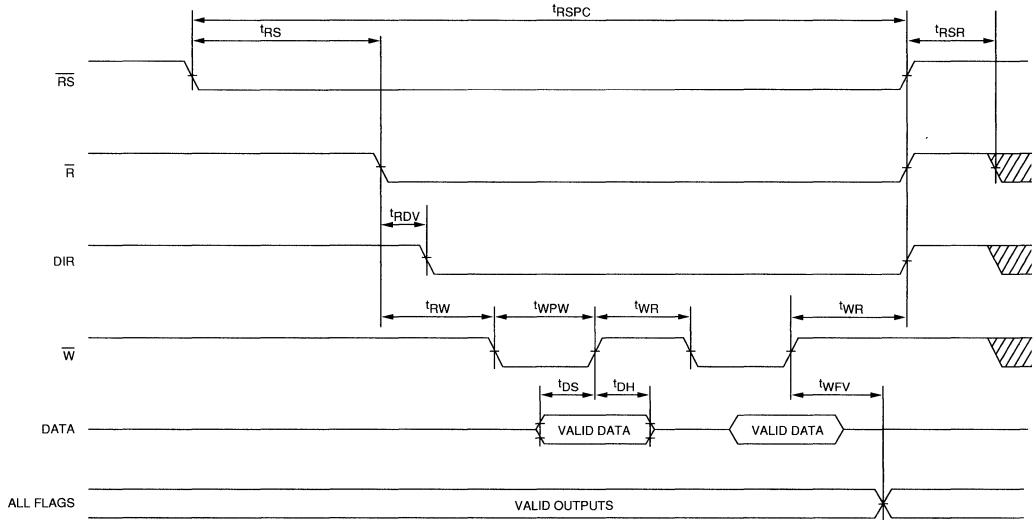 tRSPC
tRS
tRSR
RS
R
tRDV
DIR
tRW
tWPW
tWR
tWR
W
tDS
tDH
tWFV
DATA
VALID DATA
VALID DATA
ALL FLAGS
VALID OUTPUTS